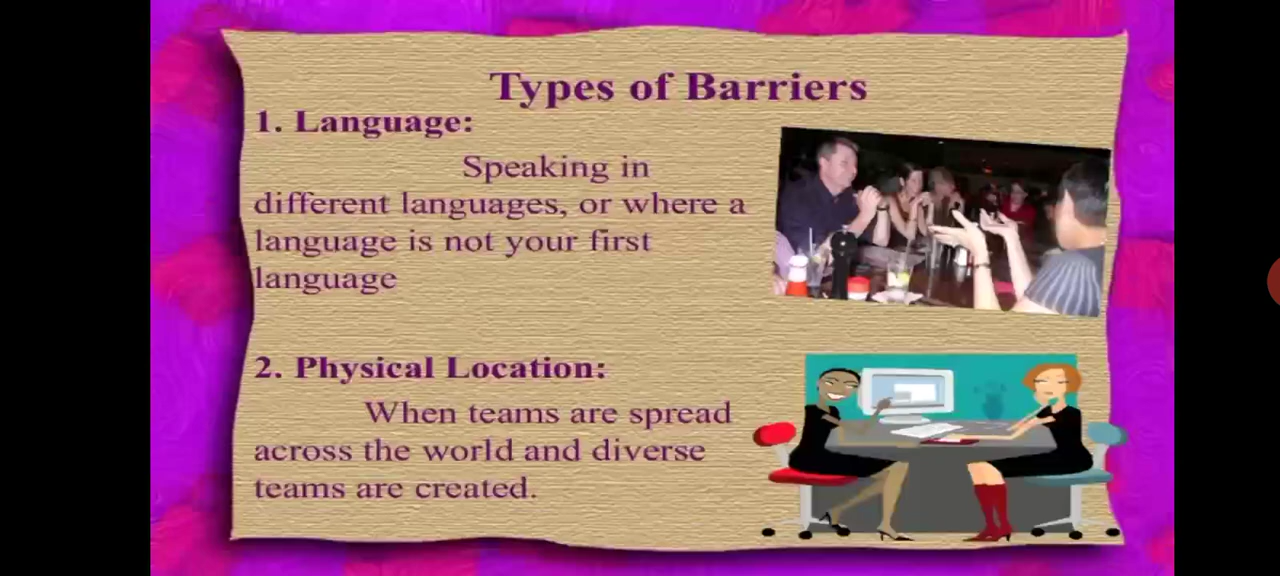 Types of Barriers
1. Language:
Speaking in
different languages, or where a
language is not your first
language
2. Physical Location:
When teams are spread
across the world and diverse
teams are created.